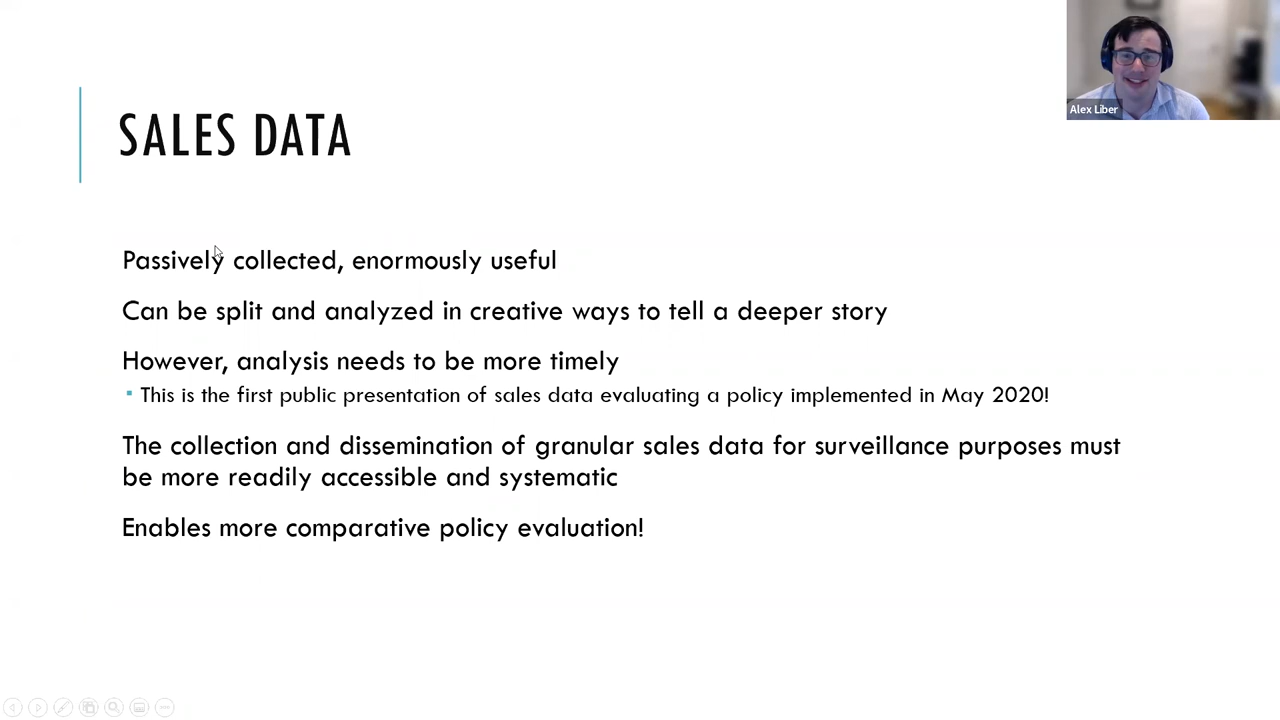 Alex Liber
SALES DATA
Passively collected, enormously useful
Can be split and analyzed in creative ways to tell a deeper story
However, analysis needs to be more timely
▪ This is the first public presentation of sales data evaluating a policy implemented in May 2020!
The collection and dissemination of granular sales data for surveillance purposes must
be more readily accessible and systematic
Enables more comparative policy evaluation!